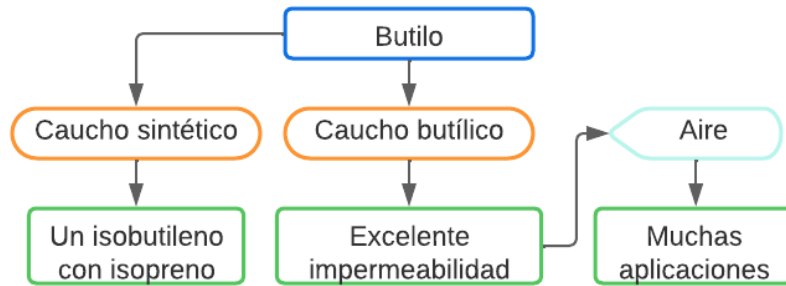 Butilo
Caucho sintético
Caucho butílico
Aire
Un isobutileno
con isopreno
Excelente
impermeabilidad
Muchas
aplicaciones